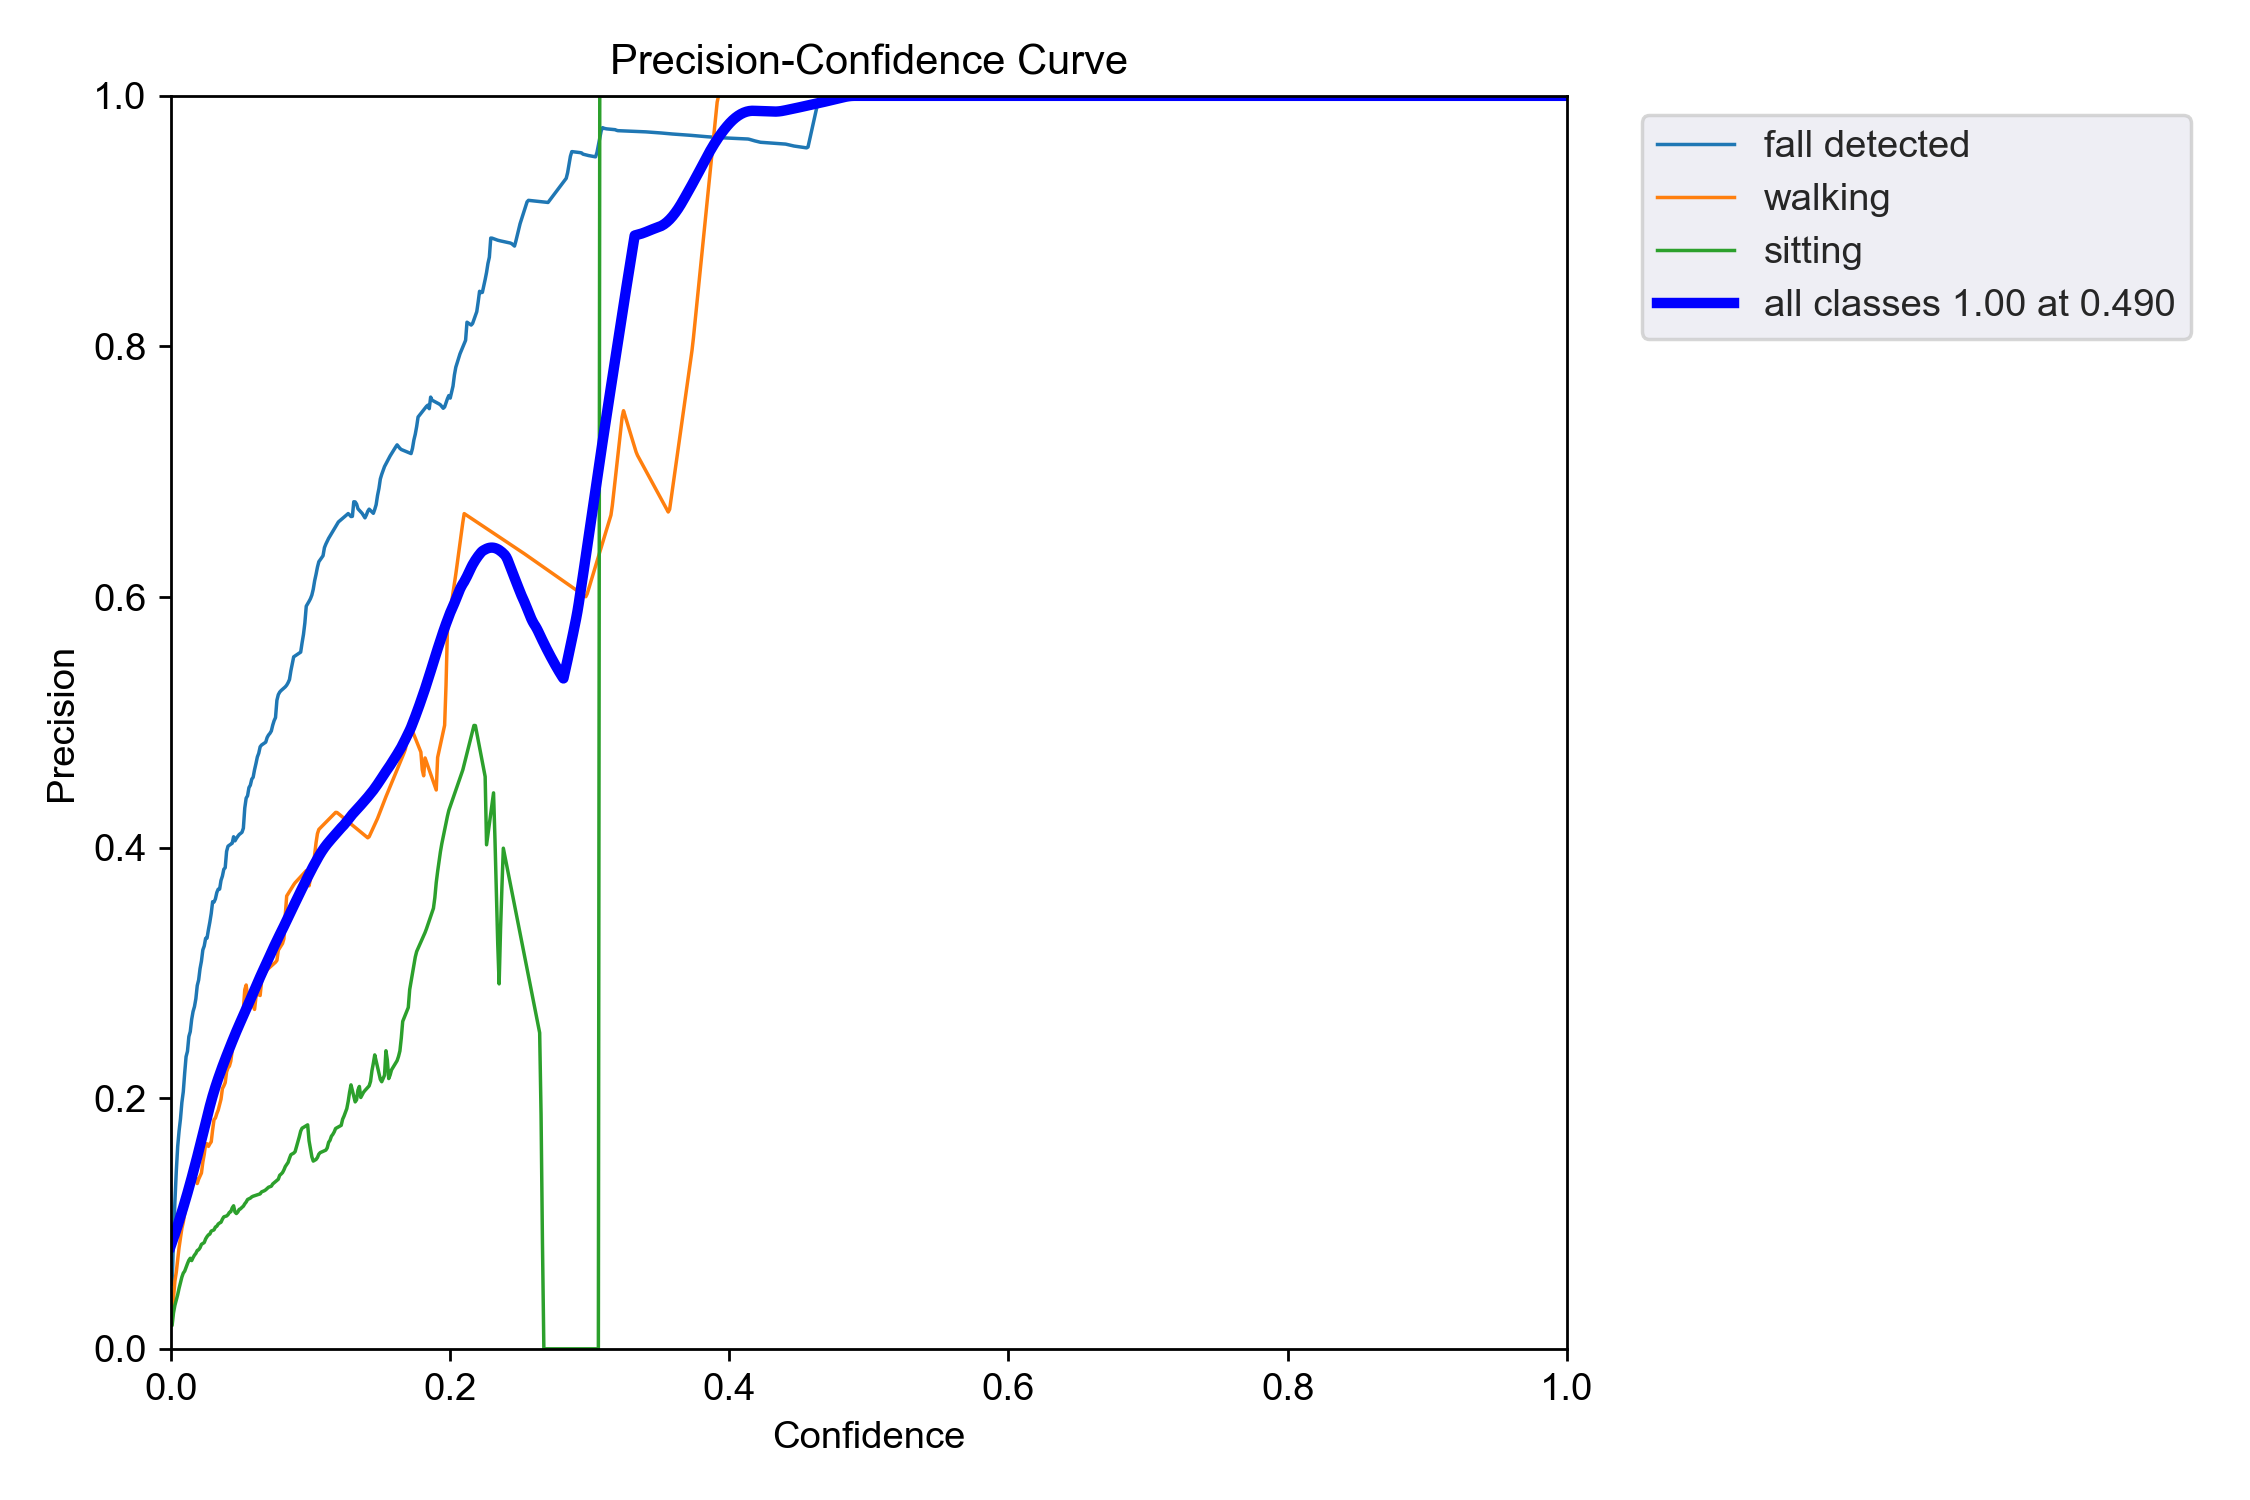 Precision-Confidence Curve
1.0
0.8
0.6
0.4
0.2
0.0
Precision
0.0 0.2 0.4 0.6 0.8 1.0
Confidence
fall detected
walking
sitting
all classes 1.00 at 0.490